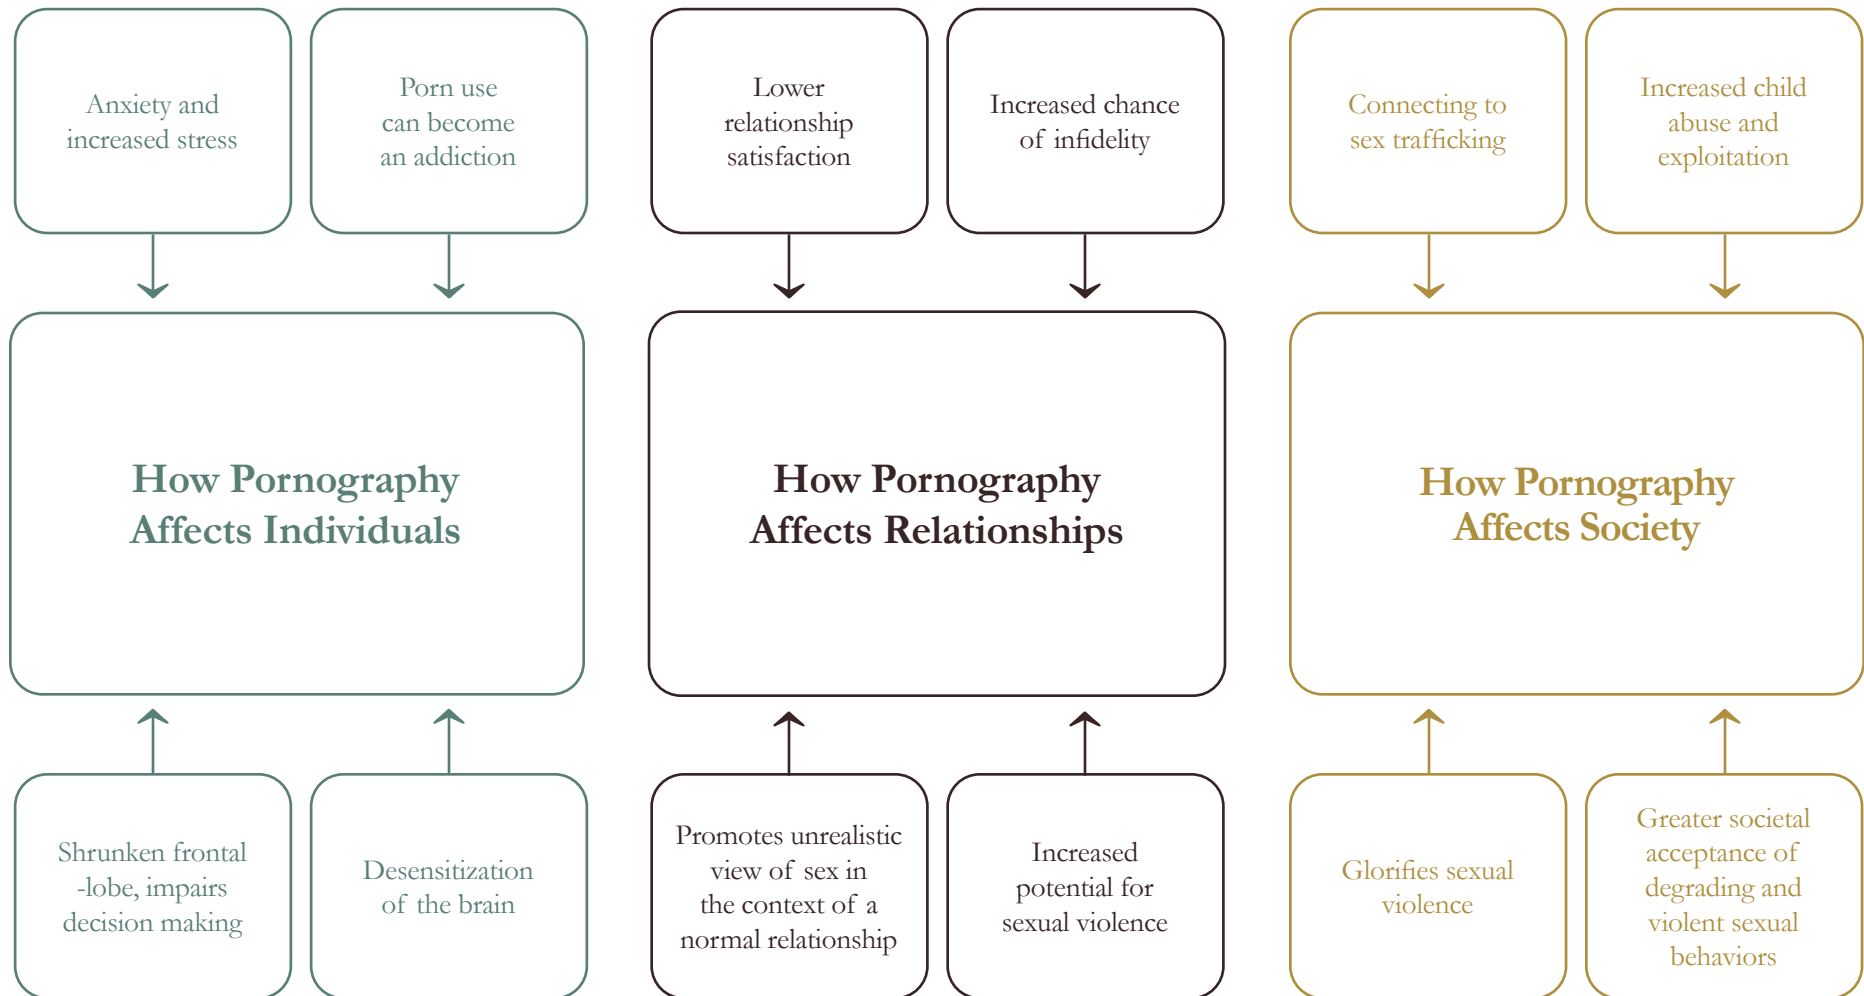 Anxiety and
increased stress
Porn use
can become
an addiction
Lower
relationship
satisfaction
Increased chance
of infidelity
Connecting to
sex trafficking
Increased child
abuse and
exploitation
How Pornography
Affects Individuals
How Pornography
Affects Relationships
How Pornography
Affects Society
Shrunken frontal
-lobe, impairs
decision making
Desensitization
of the brain
Promotes unrealistic
view of sex in
the context of a
normal relationship
Increased
potential for
sexual violence
Glorifies sexual
violence
Greater societal
acceptance of
degrading and
violent sexual
behaviors